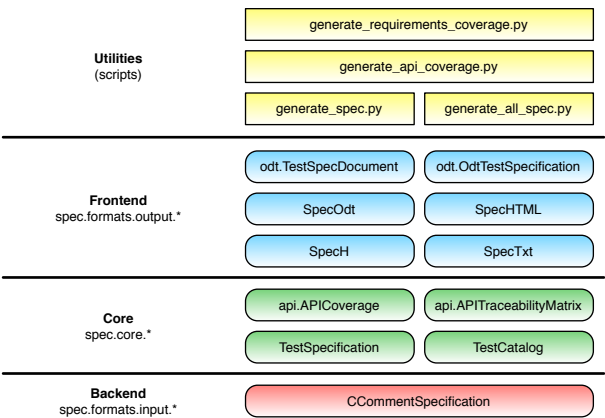 generate_requirements_coverage.py
Utilities
(scripts)
generate_api_coverage.py
generate_spec.py
generate_all_spec.py
odt.TestSpecDocument
odt.OdtTestSpecification
Frontend
spec.formats.output.*
SpecOdt
SpecHTML
SpecH
SpecTxt
Core
spec.core.*
api.APICoverage
api.APITraceabilityMatrix
TestSpecification
TestCatalog
Backend
spec.formats.input.*
CCommentSpecification